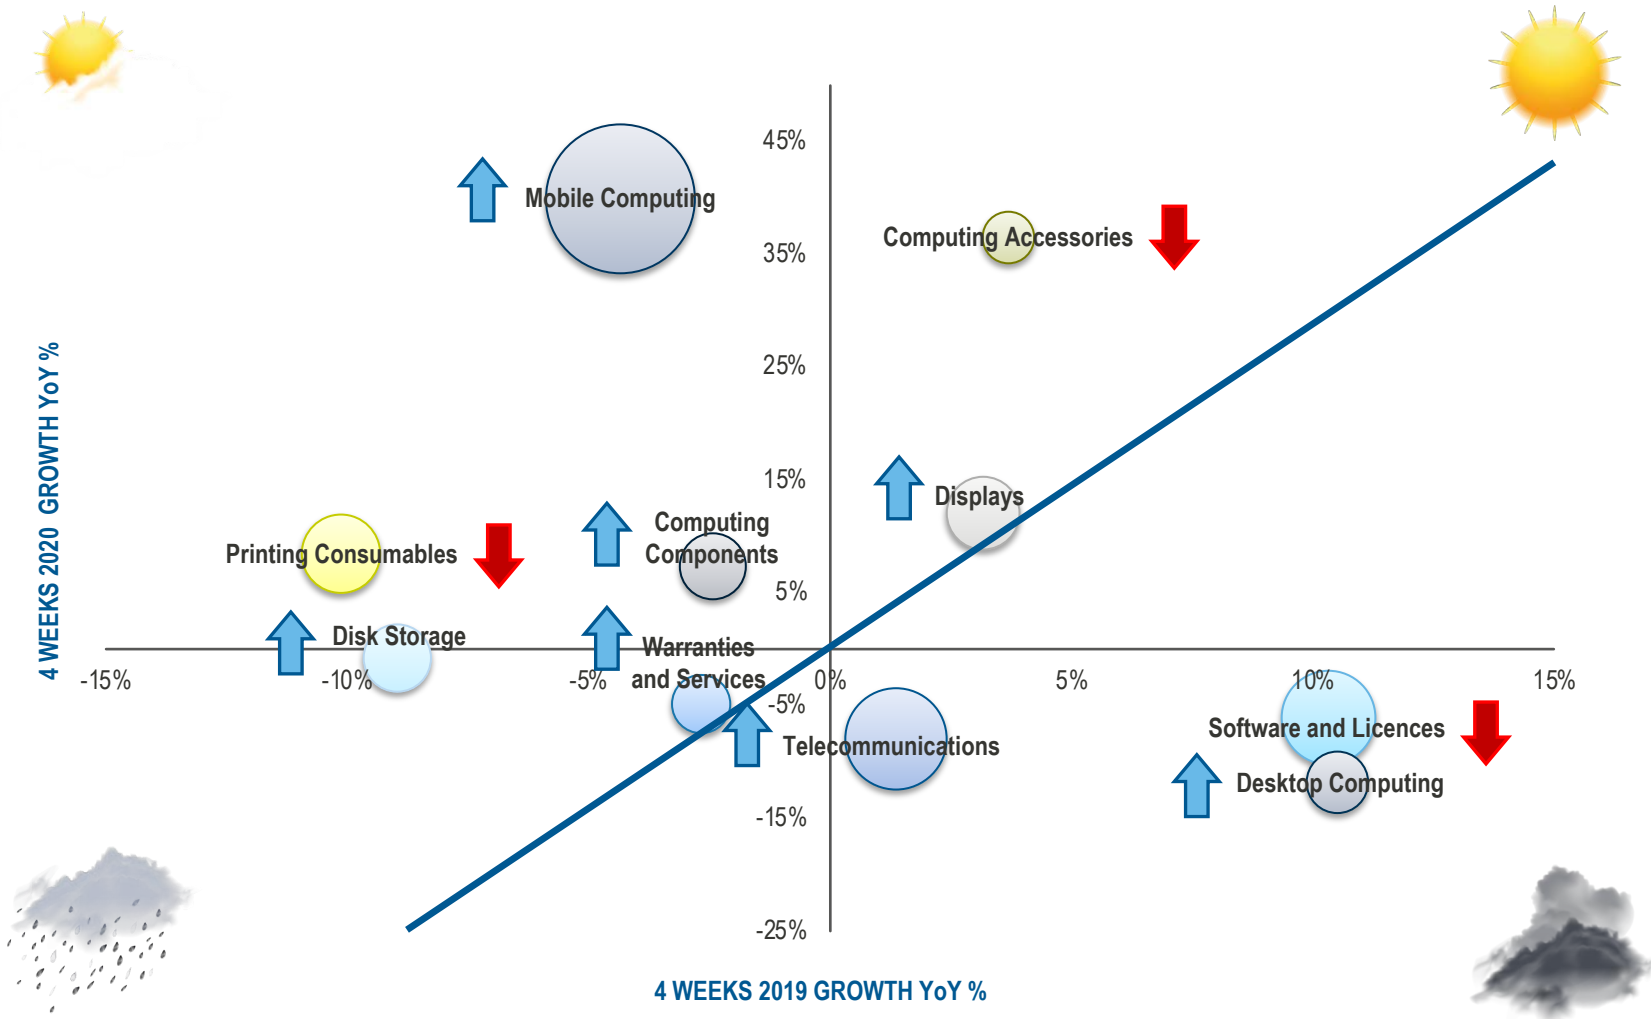 45%
Mobile Computing
Computing Accessories
35%
25%
4 WEEKS 2020 GROWTH YoY %
15%
Displays
Computing
Components
Printing Consumables
5%
Disk Storage
Warranties
and Services
-15%
-10%
-5%
0%
5%
10%
15%
-5%
Software and Licences
Telecommunications
Desktop Computing
-15%
-25%
4 WEEKS 2019 GROWTH YoY %